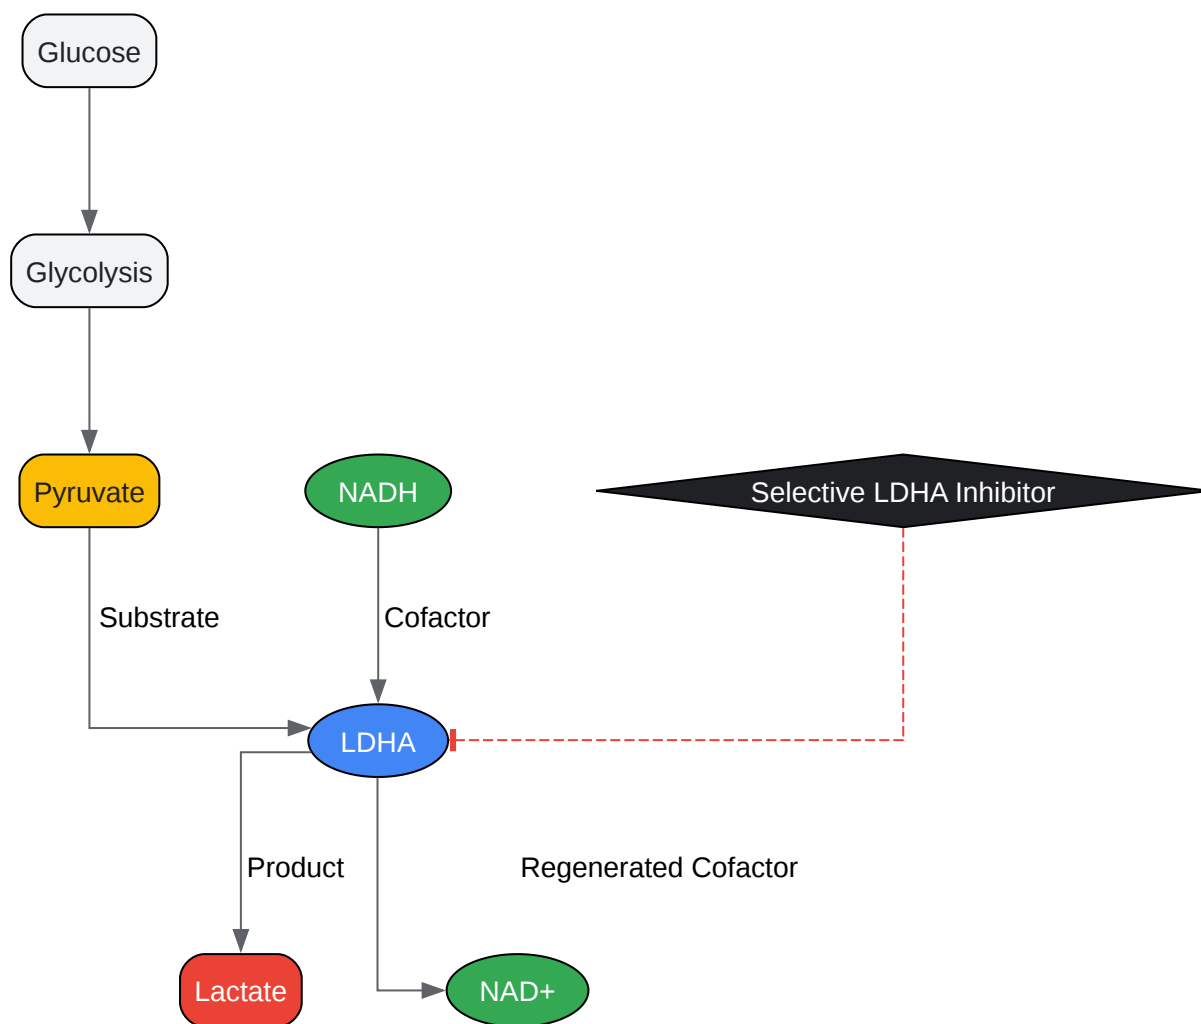 Glucose
Glycolysis
Pyruvate
NADH
Selective LDHA Inhibitor
Substrate
Cofactor
LDHA
Product
Regenerated Cofactor
Lactate
NAD+